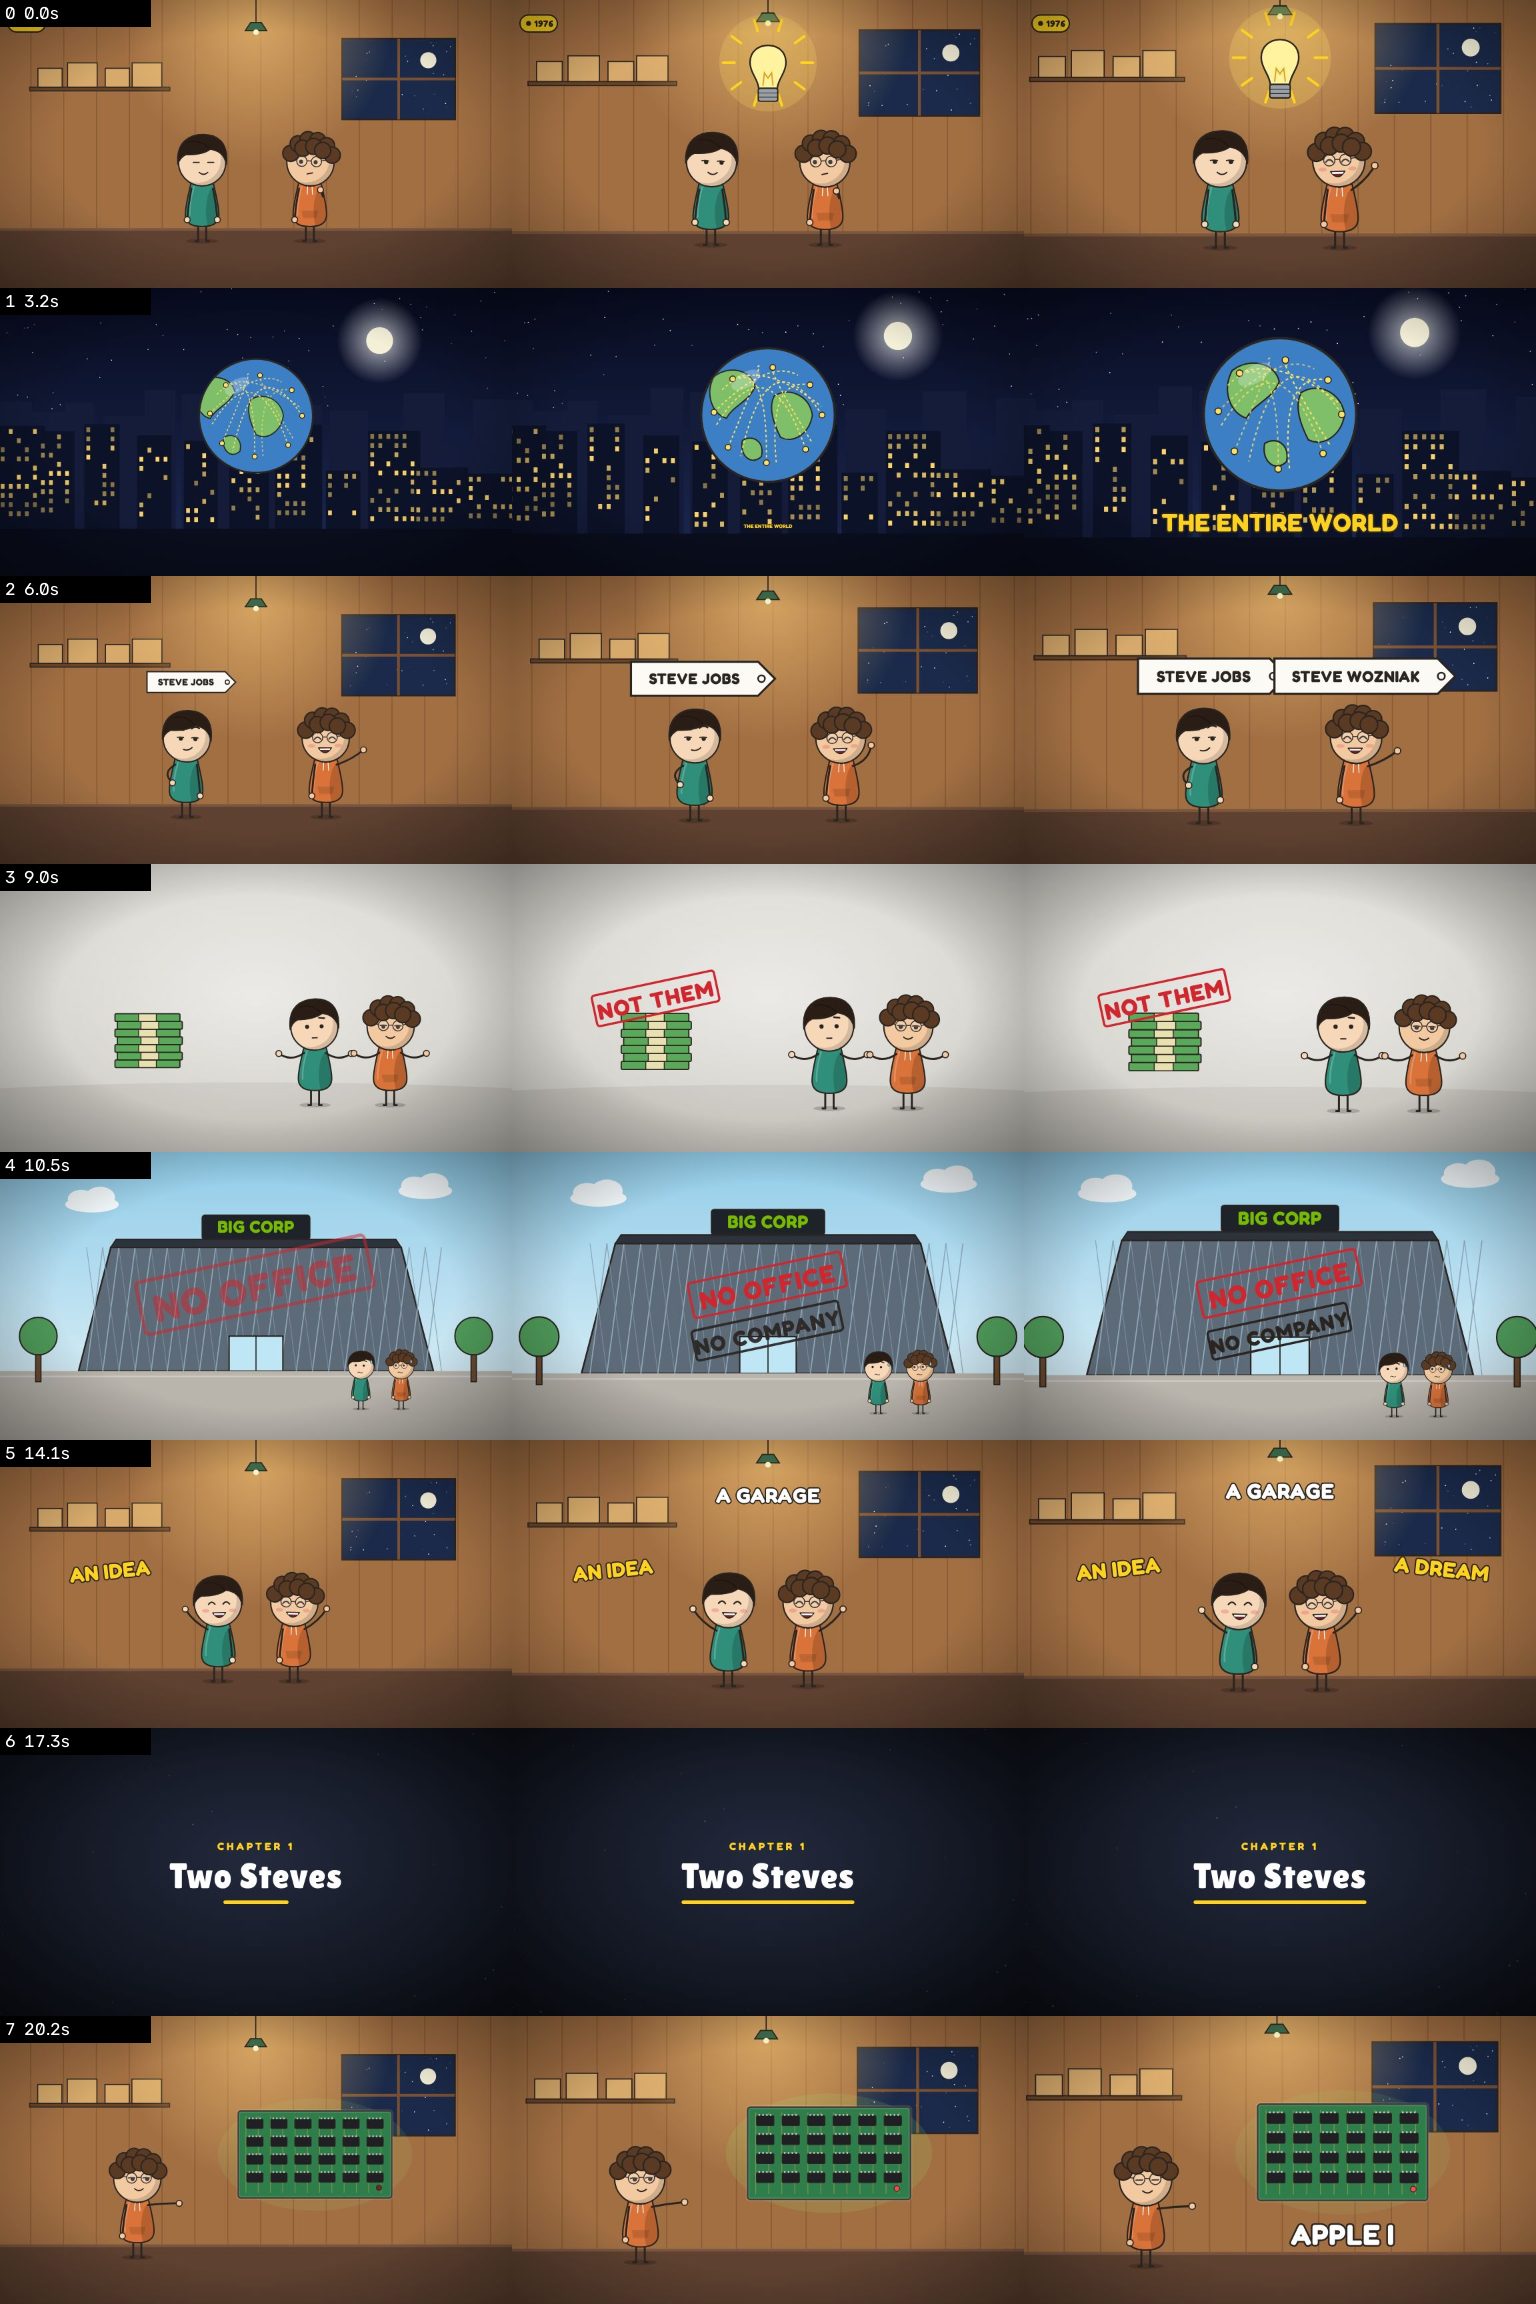 0 0.0s
1976
1976
1 3.2s
THE ENTIRE WORLD
THE ENTIRE WORLD
2 6.0s
STEVE JOBS
STEVE JOBS
STEVE JOBS
STEVE WOZNIAK
3 9.0s
NOT THEM
NOT THEM
4 10.5s
BIG CORP
BIG CORP
BIG CORP
NO OFFICE
NO OFFICE
NO OFFICE
NO COMPANY
NO COMPANY
5 14.1s
A GARAGE
A GARAGE
AN IDEA
AN IDEA
AN IDEA
A DREAM
6 17.3s
CHAPTER 1
Two Steves
CHAPTER 1
Two Steves
CHAPTER 1
Two Steves
7 20.2s
APPLE I